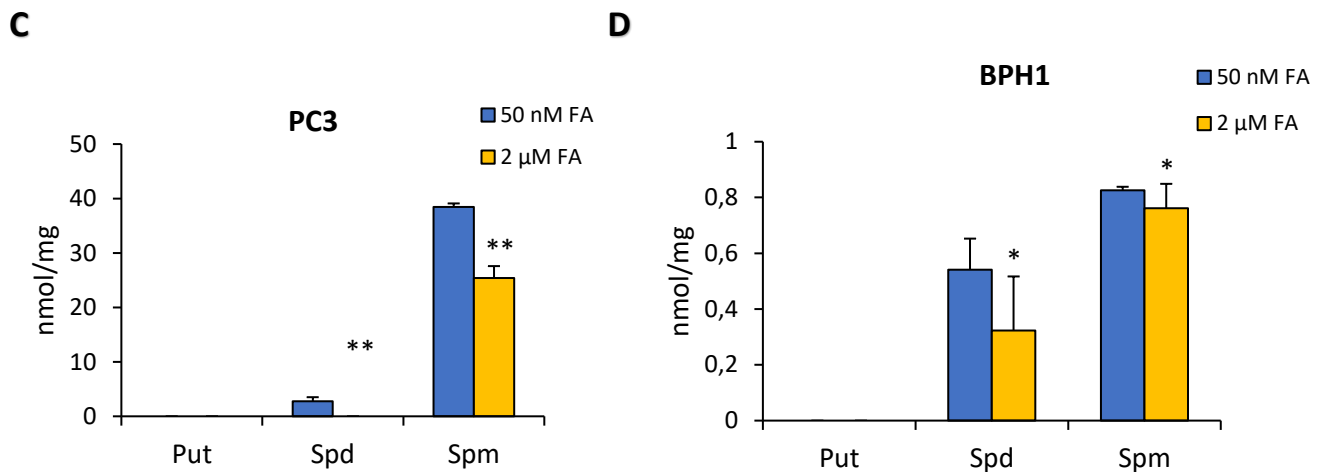 C
PC3
50 nM FA
2 µM FA
nmol/mg
50
40
30
20
10
0
**
**
Put
Spd
Spm
D
BPH1
50 nM FA
2 µM FA
nmol/mg
1
0,8
0,6
0,4
0,2
0
*
*
Put
Spd
Spm